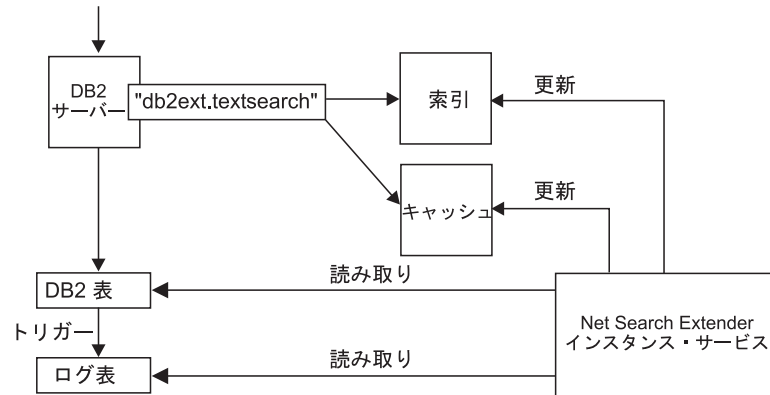 DB2
サーバー
"db2ext.textsearch"
索引
更新
キャッシュ
更新
DB2 表
読み取り
トリガー
Net Search Extender
インスタンス・サービス
ログ表
読み取り